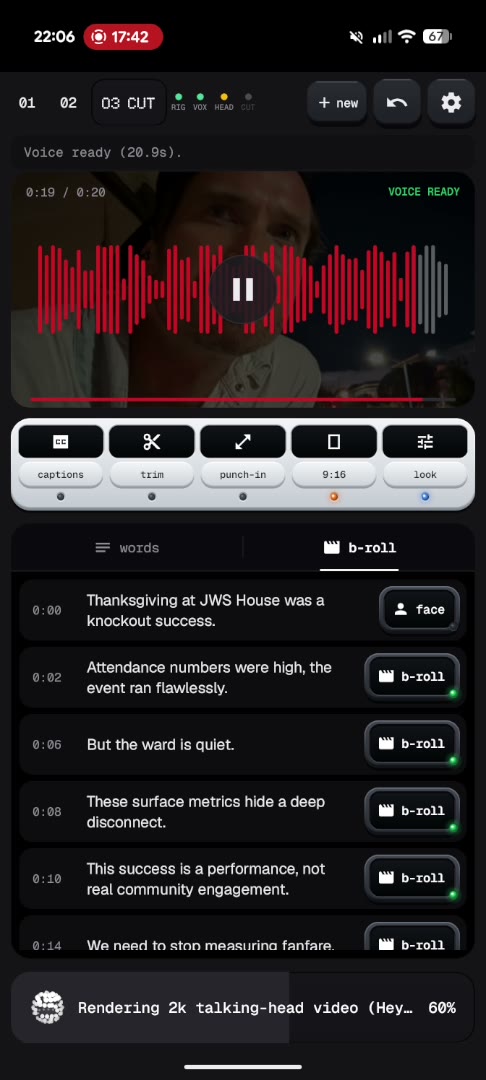 22:06 17:42 67
01 02 03 CUT RIG VOX HEAD CUT + new
Voice ready (20.9s).
0:19 / 0:20 VOICE READY
CC
captions trim punch-in 9:16 look
words b-roll
0:00 Thanksgiving at JWS House was a
knockout success. face
0:02 Attendance numbers were high, the
event ran flawlessly. b-roll
0:06 But the ward is quiet. b-roll
0:08 These surface metrics hide a deep
disconnect. b-roll
0:10 This success is a performance, not
real community engagement. b-roll
0:14 We need to stop measuring fanfare. b-roll
Rendering 2k talking-head video (Hey… 60%